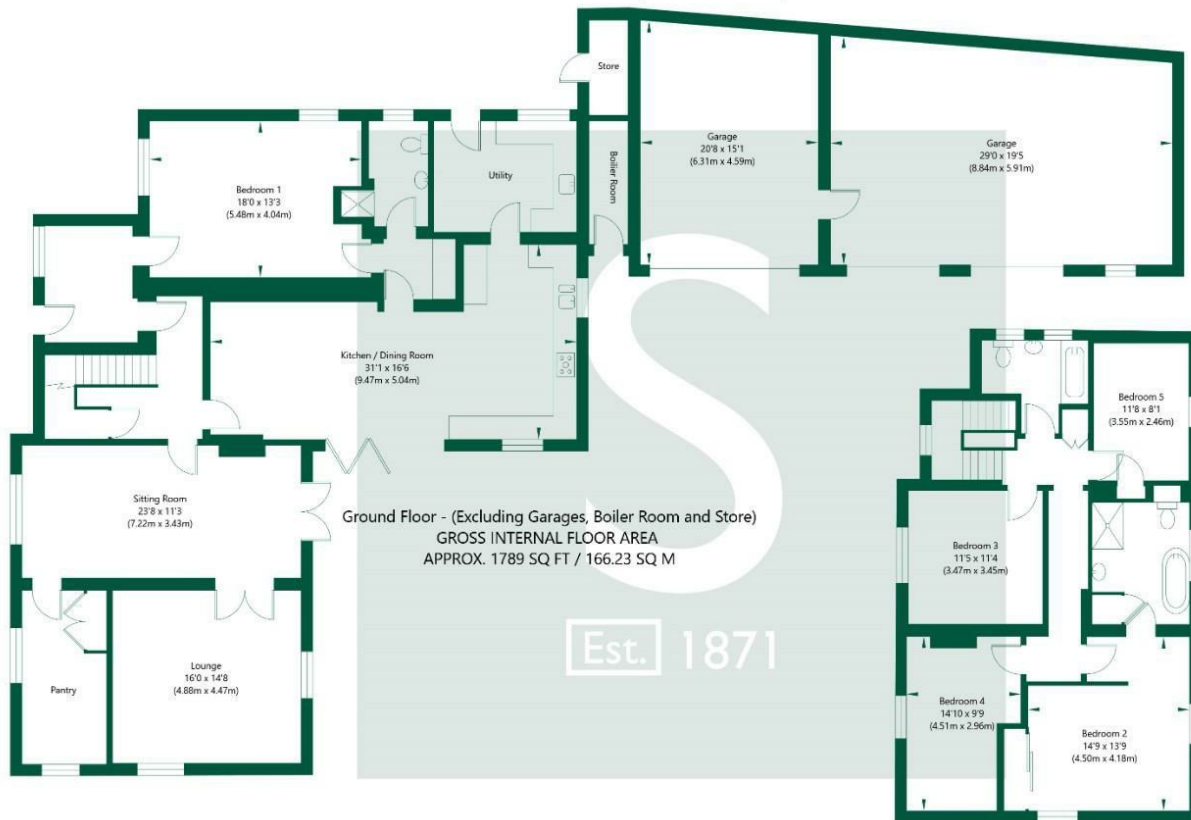 Store
Garage
20'8 x 15'1
(6.31m x 4.59m)
Garage
29'0 x 19'5
(8.84m x 5.91m)
Boilier Room
Utility
Bedroom 1
18'0 x 13'3
(5.48m x 4.04m)
Kitchen / Dining Room
31'1 x 16'6
(9.47m x 5.04m)
Sitting Room
23'8 x 11'3
(7.22m x 3.43m)
Lounge
16'0 x 14'8
(4.88m x 4.47m)
Pantry
S
Ground Floor - (Excluding Garages, Boiler Room and Store)
GROSS INTERNAL FLOOR AREA
APPROX. 1789 SQ FT / 166.23 SQ M
Est. 1871
Bedroom 5
11'8 x 8'1
(3.55m x 2.46m)
Bedroom 3
11'5 x 11'4
(3.47m x 3.45m)
Bedroom 4
14'10 x 9'9
(4.51m x 2.96m)
Bedroom 2
14'9 x 13'9
(4.50m x 4.18m)